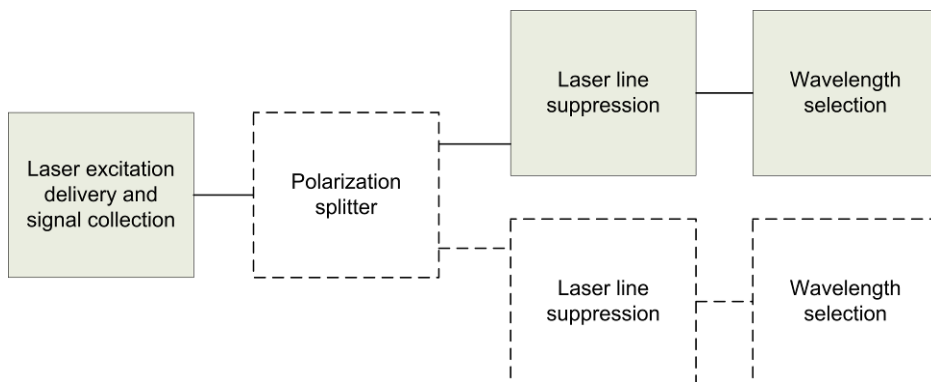 Laser excitation
delivery and
signal collection
Polarization
splitter
Laser line
suppression
Wavelength
selection
Laser line
suppression
Wavelength
selection